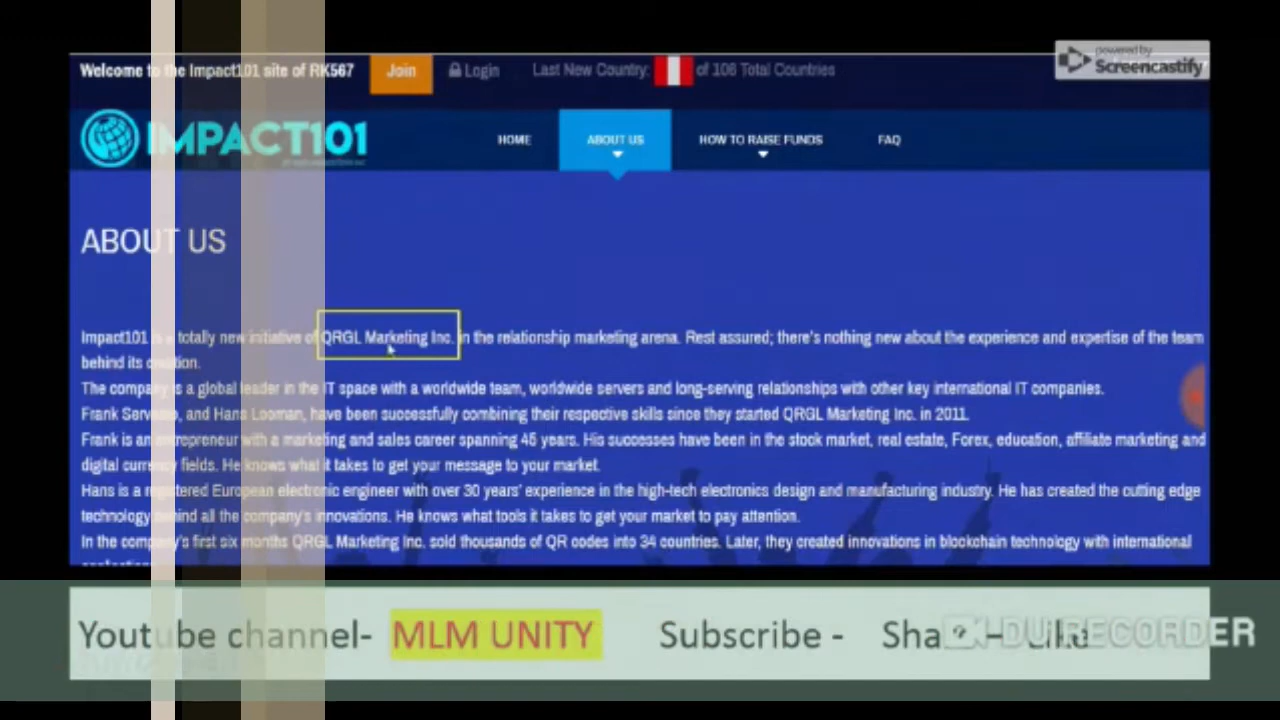 powered by
Screencastify
Welcome to the Impact101 site of RK567 Join Login Last New Country: of 106 Total Countries
IMPACT101
HOME ABOUT US HOW TO RAISE FUNDS FAQ
ABOUT US
Impact101 is a totally new initiative of QRGL Marketing Inc. in the relationship marketing arena. Rest assured; there's nothing new about the experience and expertise of the team
behind its creation.
The company is a global leader in the IT space with a worldwide team, worldwide servers and long-serving relationships with other key international IT companies.
Frank and Hans Looman, have been successfully combining their respective skills since they started QRGL Marketing Inc. in 2011.
Frank is an entrepreneur with a marketing and sales career spanning 45 years. His successes have been in the stock market, real estate, Forex, education, affiliate marketing and
digital currency fields. He knows what it takes to get your message to your market.
Hans is a registered European electronic engineer with over 30 years' experience in the high-tech electronics design and manufacturing industry. He has created the cutting edge
technology behind all the company's innovations. He knows what tools it takes to get your market to pay attention.
In the company's first six months QRGL Marketing Inc. sold thousands of QR codes into 34 countries. Later, they created innovations in blockchain technology with international
Youtube channel- MLM UNITY Subscribe - Share - Like
DU RECORDER